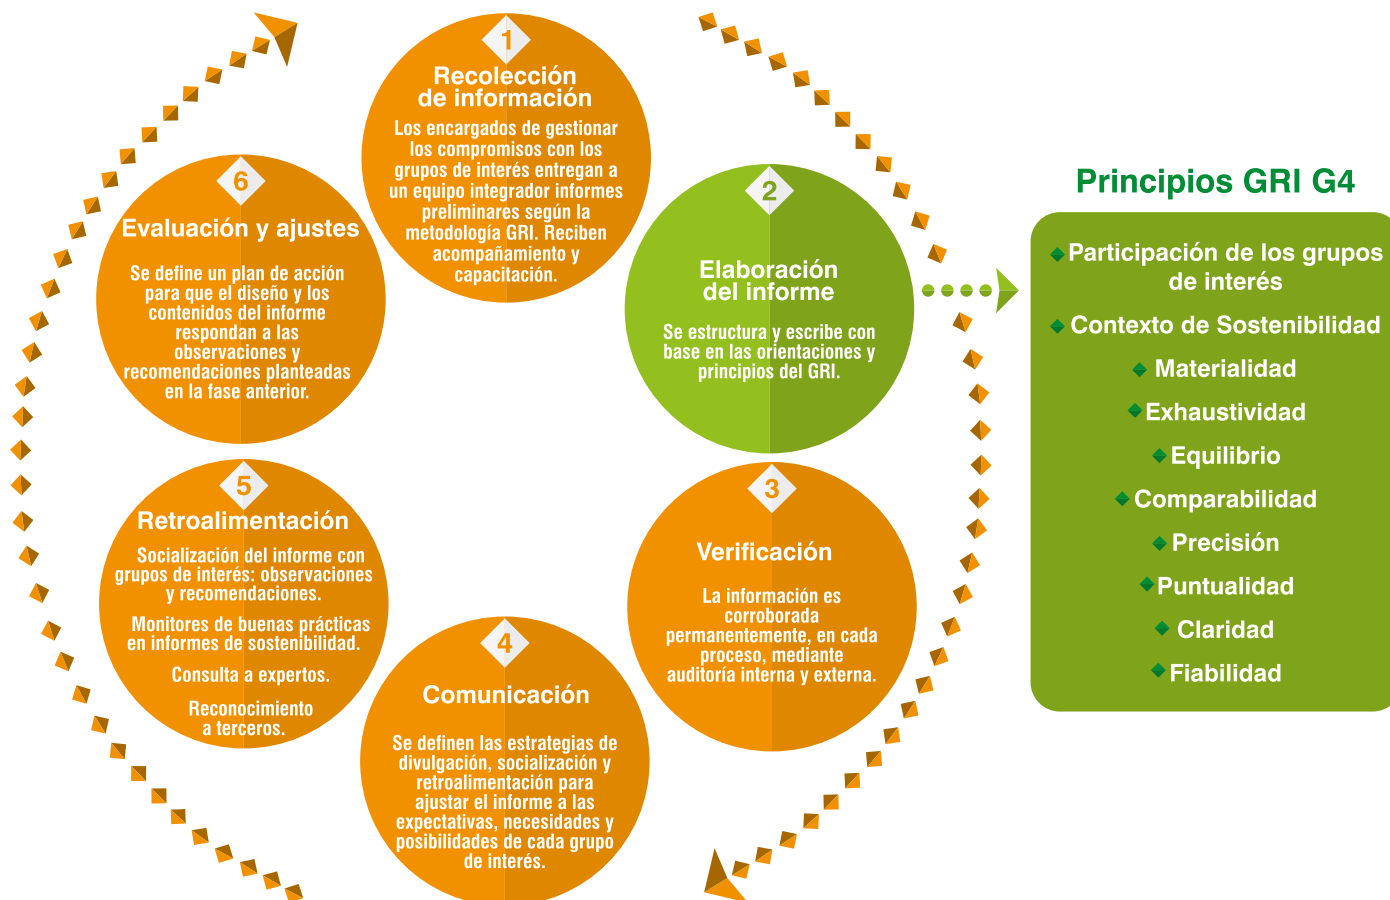 1
Recolección
de información
Los encargados de gestionar
los compromisos con los
grupos de interés entregan a
un equipo integrador informes
preliminares según la
metodología GRI. Reciben
acompañamiento y
capacitación.
2
Elaboración
del informe
Se estructura y escribe con
base en las orientaciones y
principios del GRI.
3
Verificación
La información es
corroborada
permanentemente, en cada
proceso, mediante
auditoría interna y externa.
4
Comunicación
Se definen las estrategias de
divulgación, socialización y
retroalimentación para
ajustar el informe a las
expectativas, necesidades y
posibilidades de cada grupo
de interés.
5
Retroalimentación
Socialización del informe con
grupos de interés: observaciones
y recomendaciones.
Monitores de buenas prácticas
en informes de sostenibilidad.
Consulta a expertos.
Reconocimiento
a terceros.
6
Evaluación y ajustes
Se define un plan de acción
para que el diseño y los
contenidos del informe
respondan a las
observaciones y
recomendaciones planteadas
en la fase anterior.
Principios GRI G4
Participación de los grupos
de interés
Contexto de Sostenibilidad
Materialidad
Exhaustividad
Equilibrio
Comparabilidad
Precisión
Puntualidad
Claridad
Fiabilidad